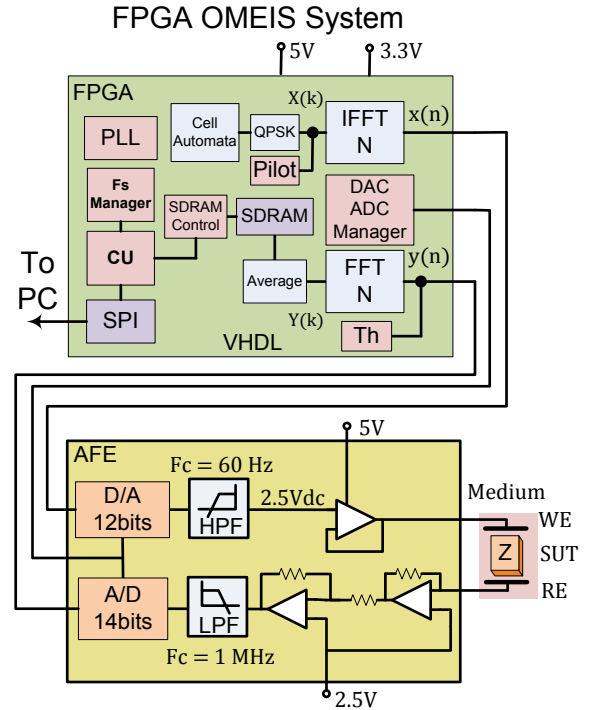 FPGA OMEIS System
5V
3.3V
FPGA
X(k)
x(n)
PLL
Cell
Automata
QPSK
IFFT
N
Pilot
Fs
Manager
SDRAM
Control
SDRAM
DAC
ADC
Manager
CU
To
PC
Average
FFT
N
y(n)
SPI
Y(k)
Th
VHDL
5V
AFE
Fc = 60 Hz
D/A
12bits
HPF
2.5Vdc
Medium
WE
Z
SUT
RE
A/D
14bits
LPF
Fc = 1 MHz
2.5V